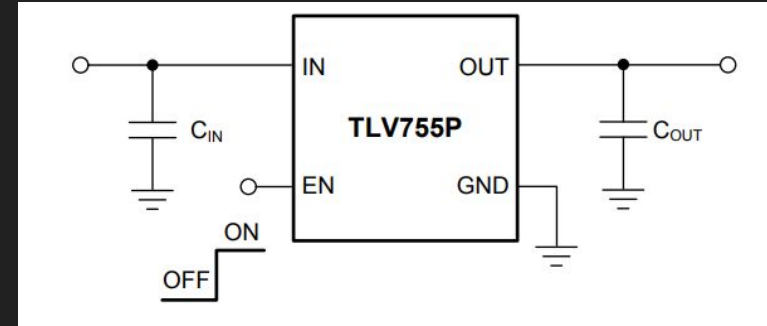 IN
OUT
TLV755P
CIN
COUT
EN
GND
ON
OFF